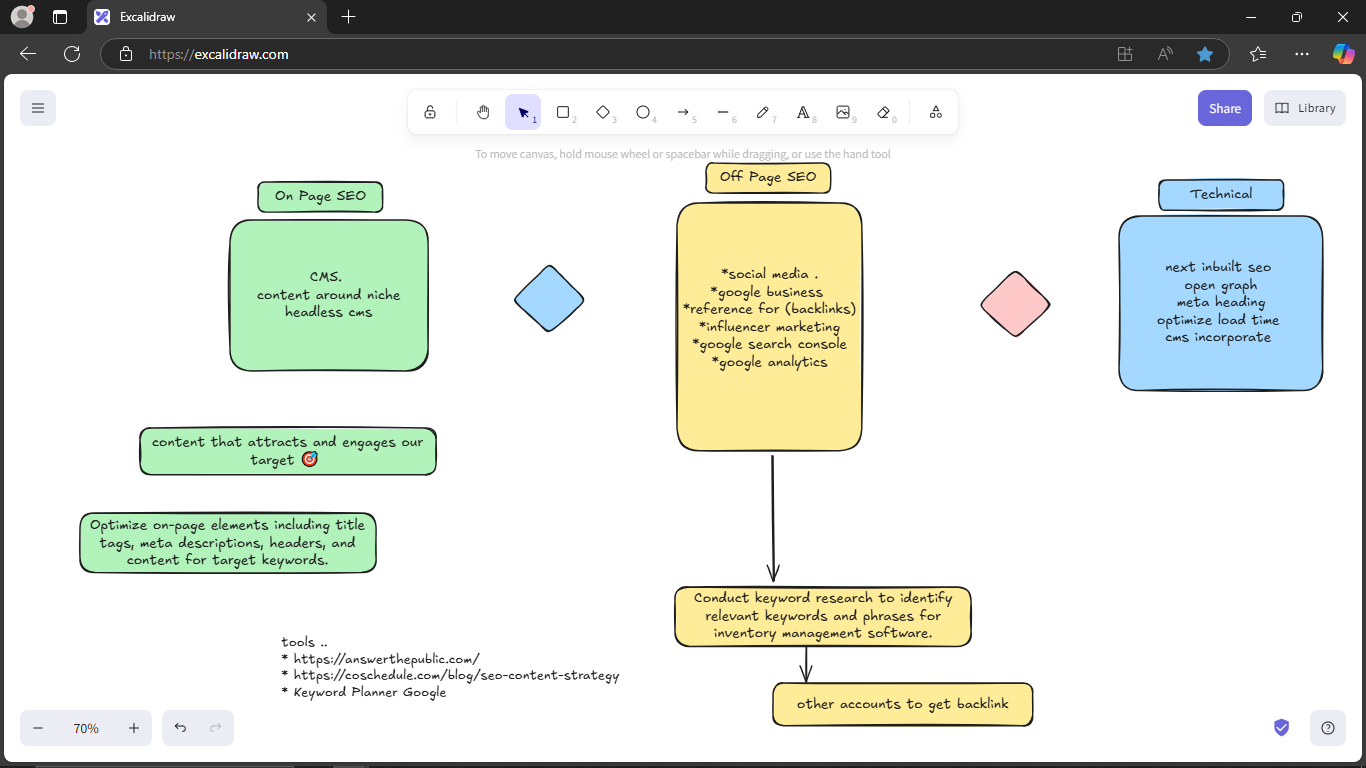 Excalidraw
https://excalidraw.com
1
2
3
4
5
6
7
8
9
0
Share
Library
To move canvas, hold mouse wheel or spacebar while dragging, or use the hand tool
On Page SEO
CMS.
content around niche
headless cms
content that attracts and engages our
target 🎯
Optimize on-page elements including title
tags, meta descriptions, headers, and
content for target keywords.
tools ..
* https://answerthepublic.com/
* https://coschedule.com/blog/seo-content-strategy
* Keyword Planner Google
Off Page SEO
*social media .
*google business
*reference for (backlinks)
*influencer marketing
*google search console
*google analytics
Conduct keyword research to identify
relevant keywords and phrases for
inventory management software.
other accounts to get backlink
Technical
next inbuilt seo
open graph
meta heading
optimize load time
cms incorporate
70%